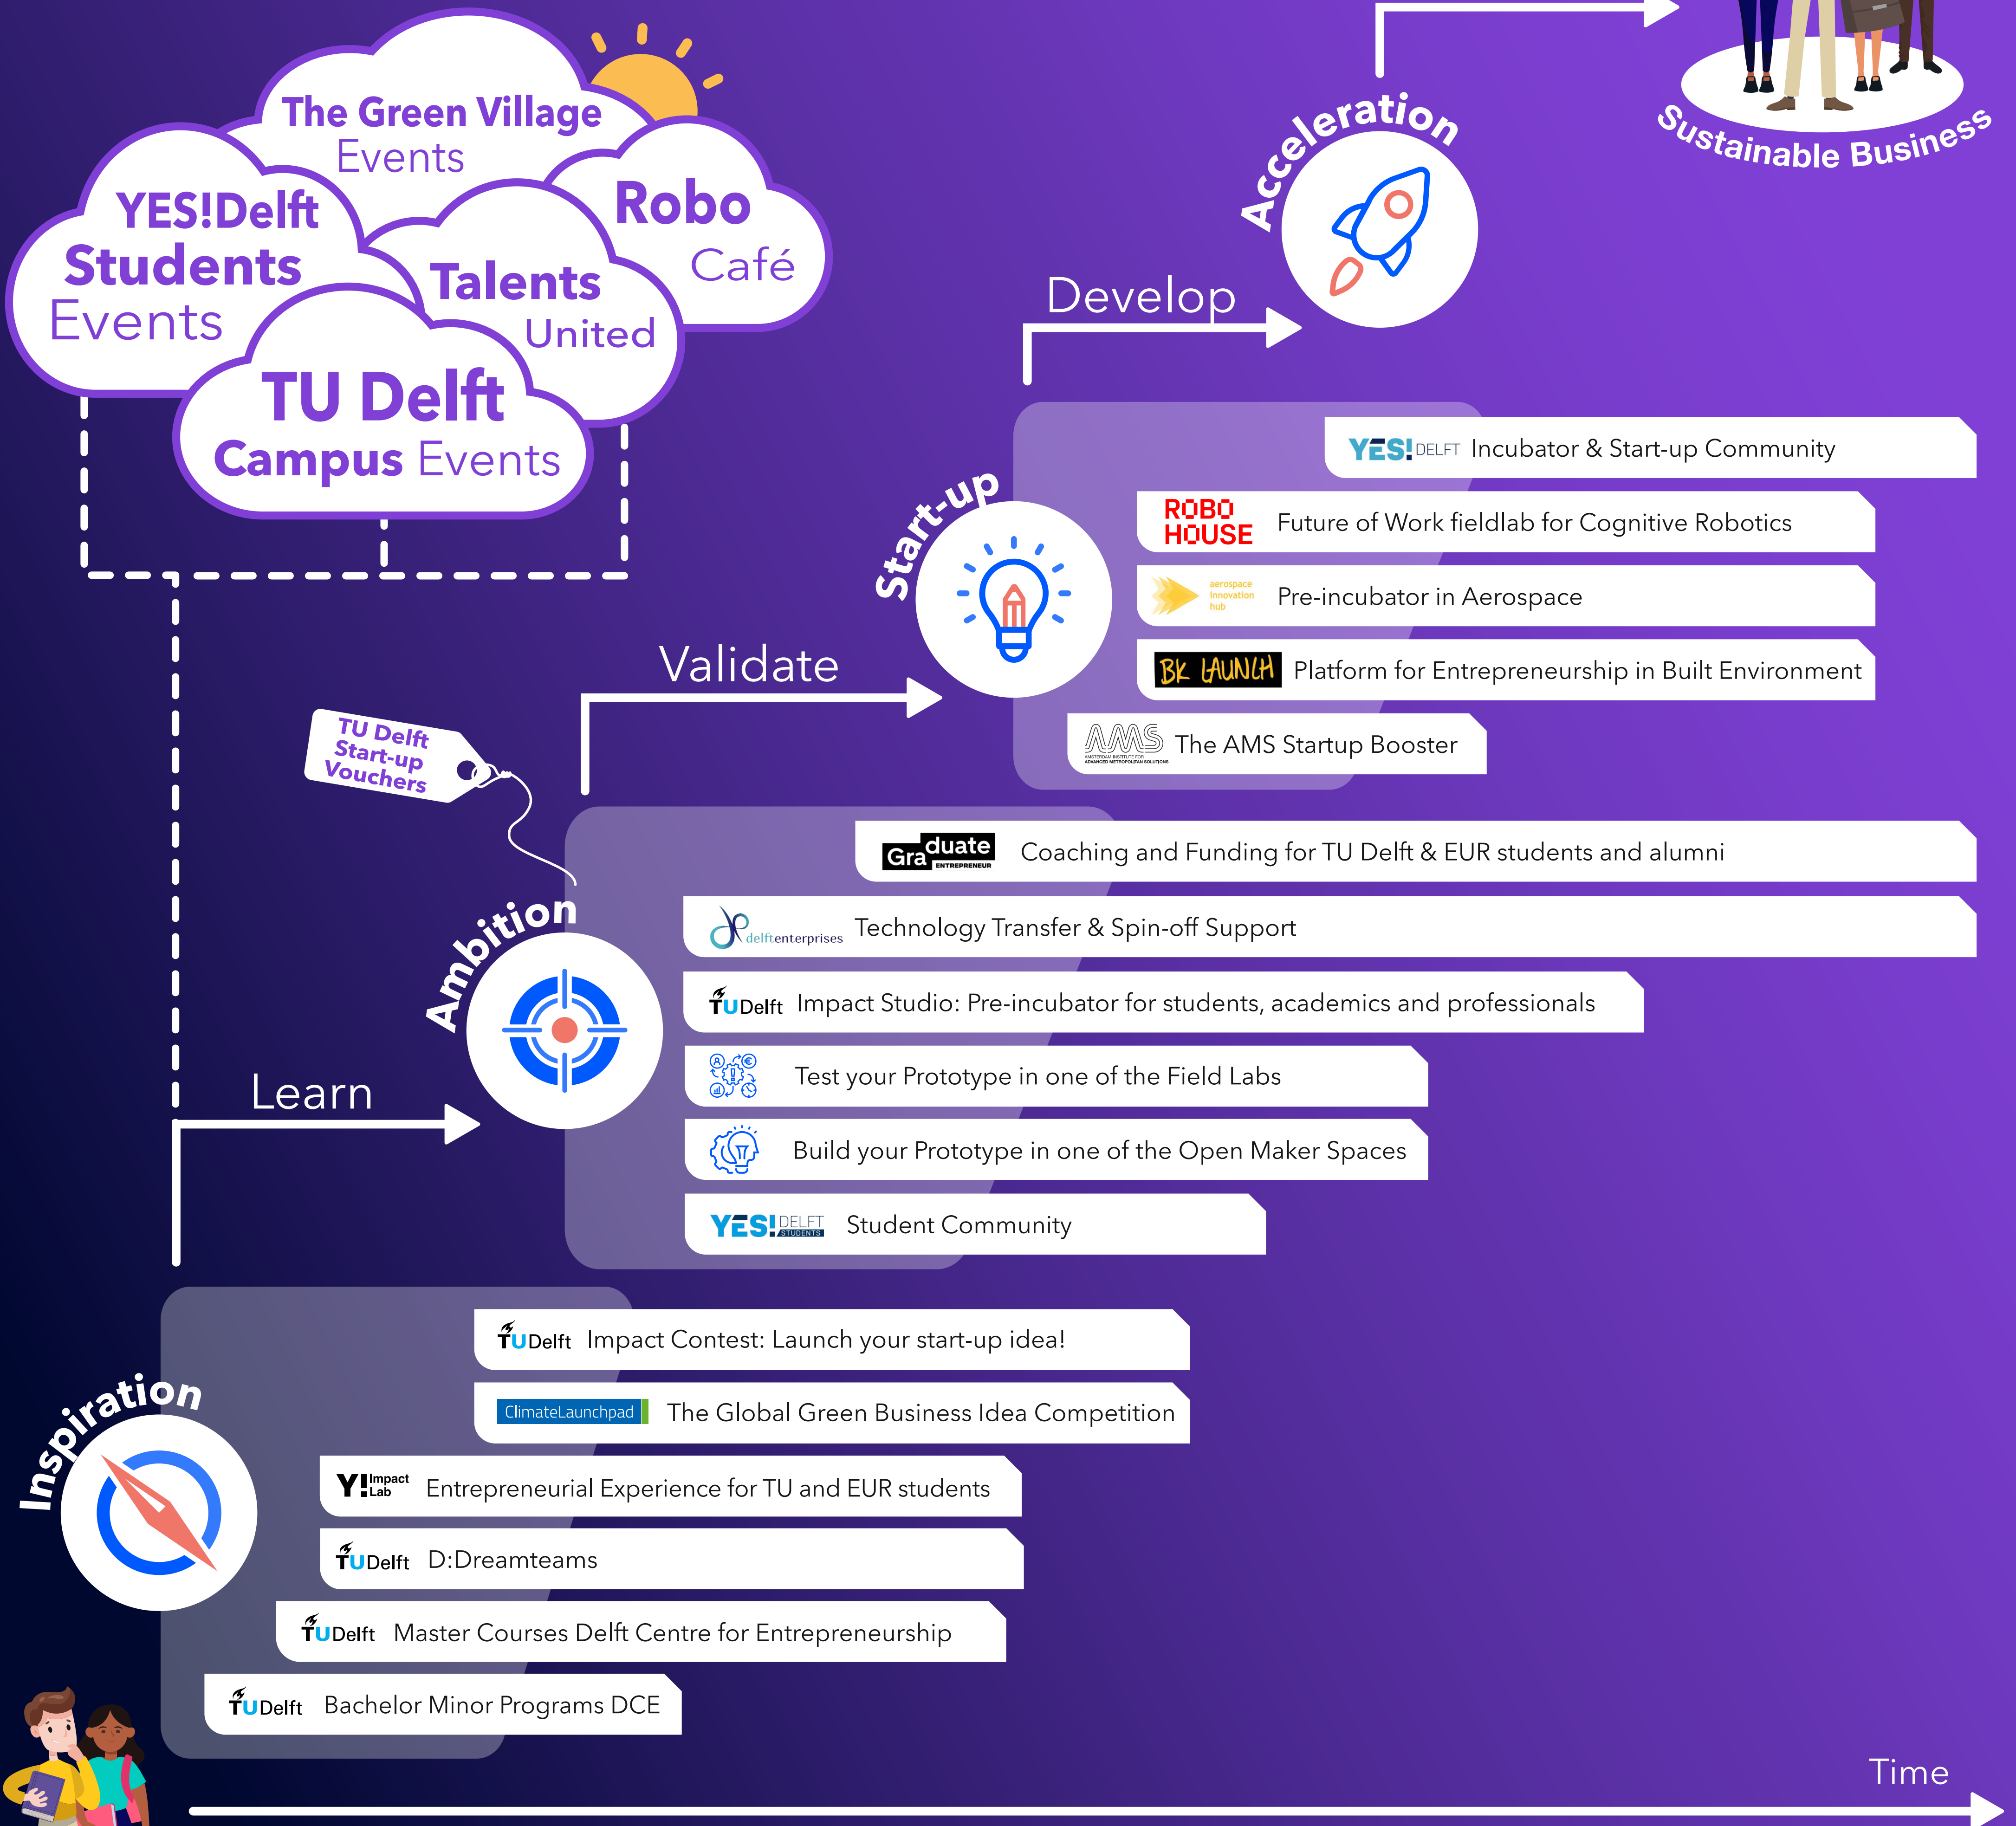 The Green Village
Events
YES!Delft
Students
Events
Robo
Café
Talents
United
TU Delft
Campus Events
Sustainable Business
Acceleration
Develop
Start-up
YES! DELFT Incubator & Start-up Community
ROBO
HOUSE
Future of Work fieldlab for Cognitive Robotics
aerospace
innovation
hub
Pre-incubator in Aerospace
BK LAUNCH Platform for Entrepreneurship in Built Environment
AMS
AMSTERDAM INSTITUTE FOR
ADVANCED METROPOLITAN SOLUTIONS
The AMS Startup Booster
Validate
TU Delft
Start-up
Vouchers
Ambition
Graduate
ENTREPRENEUR
Coaching and Funding for TU Delft & EUR students and alumni
delftenterprises Technology Transfer & Spin-off Support
TU Delft Impact Studio: Pre-incubator for students, academics and professionals
Test your Prototype in one of the Field Labs
Build your Prototype in one of the Open Maker Spaces
YES! DELFT
STUDENTS
Student Community
Learn
Inspiration
TU Delft Impact Contest: Launch your start-up idea!
ClimateLaunchpad The Global Green Business Idea Competition
Y! Impact
Lab
Entrepreneurial Experience for TU and EUR students
TU Delft D:Dreamteams
TU Delft Master Courses Delft Centre for Entrepreneurship
TU Delft Bachelor Minor Programs DCE
Time